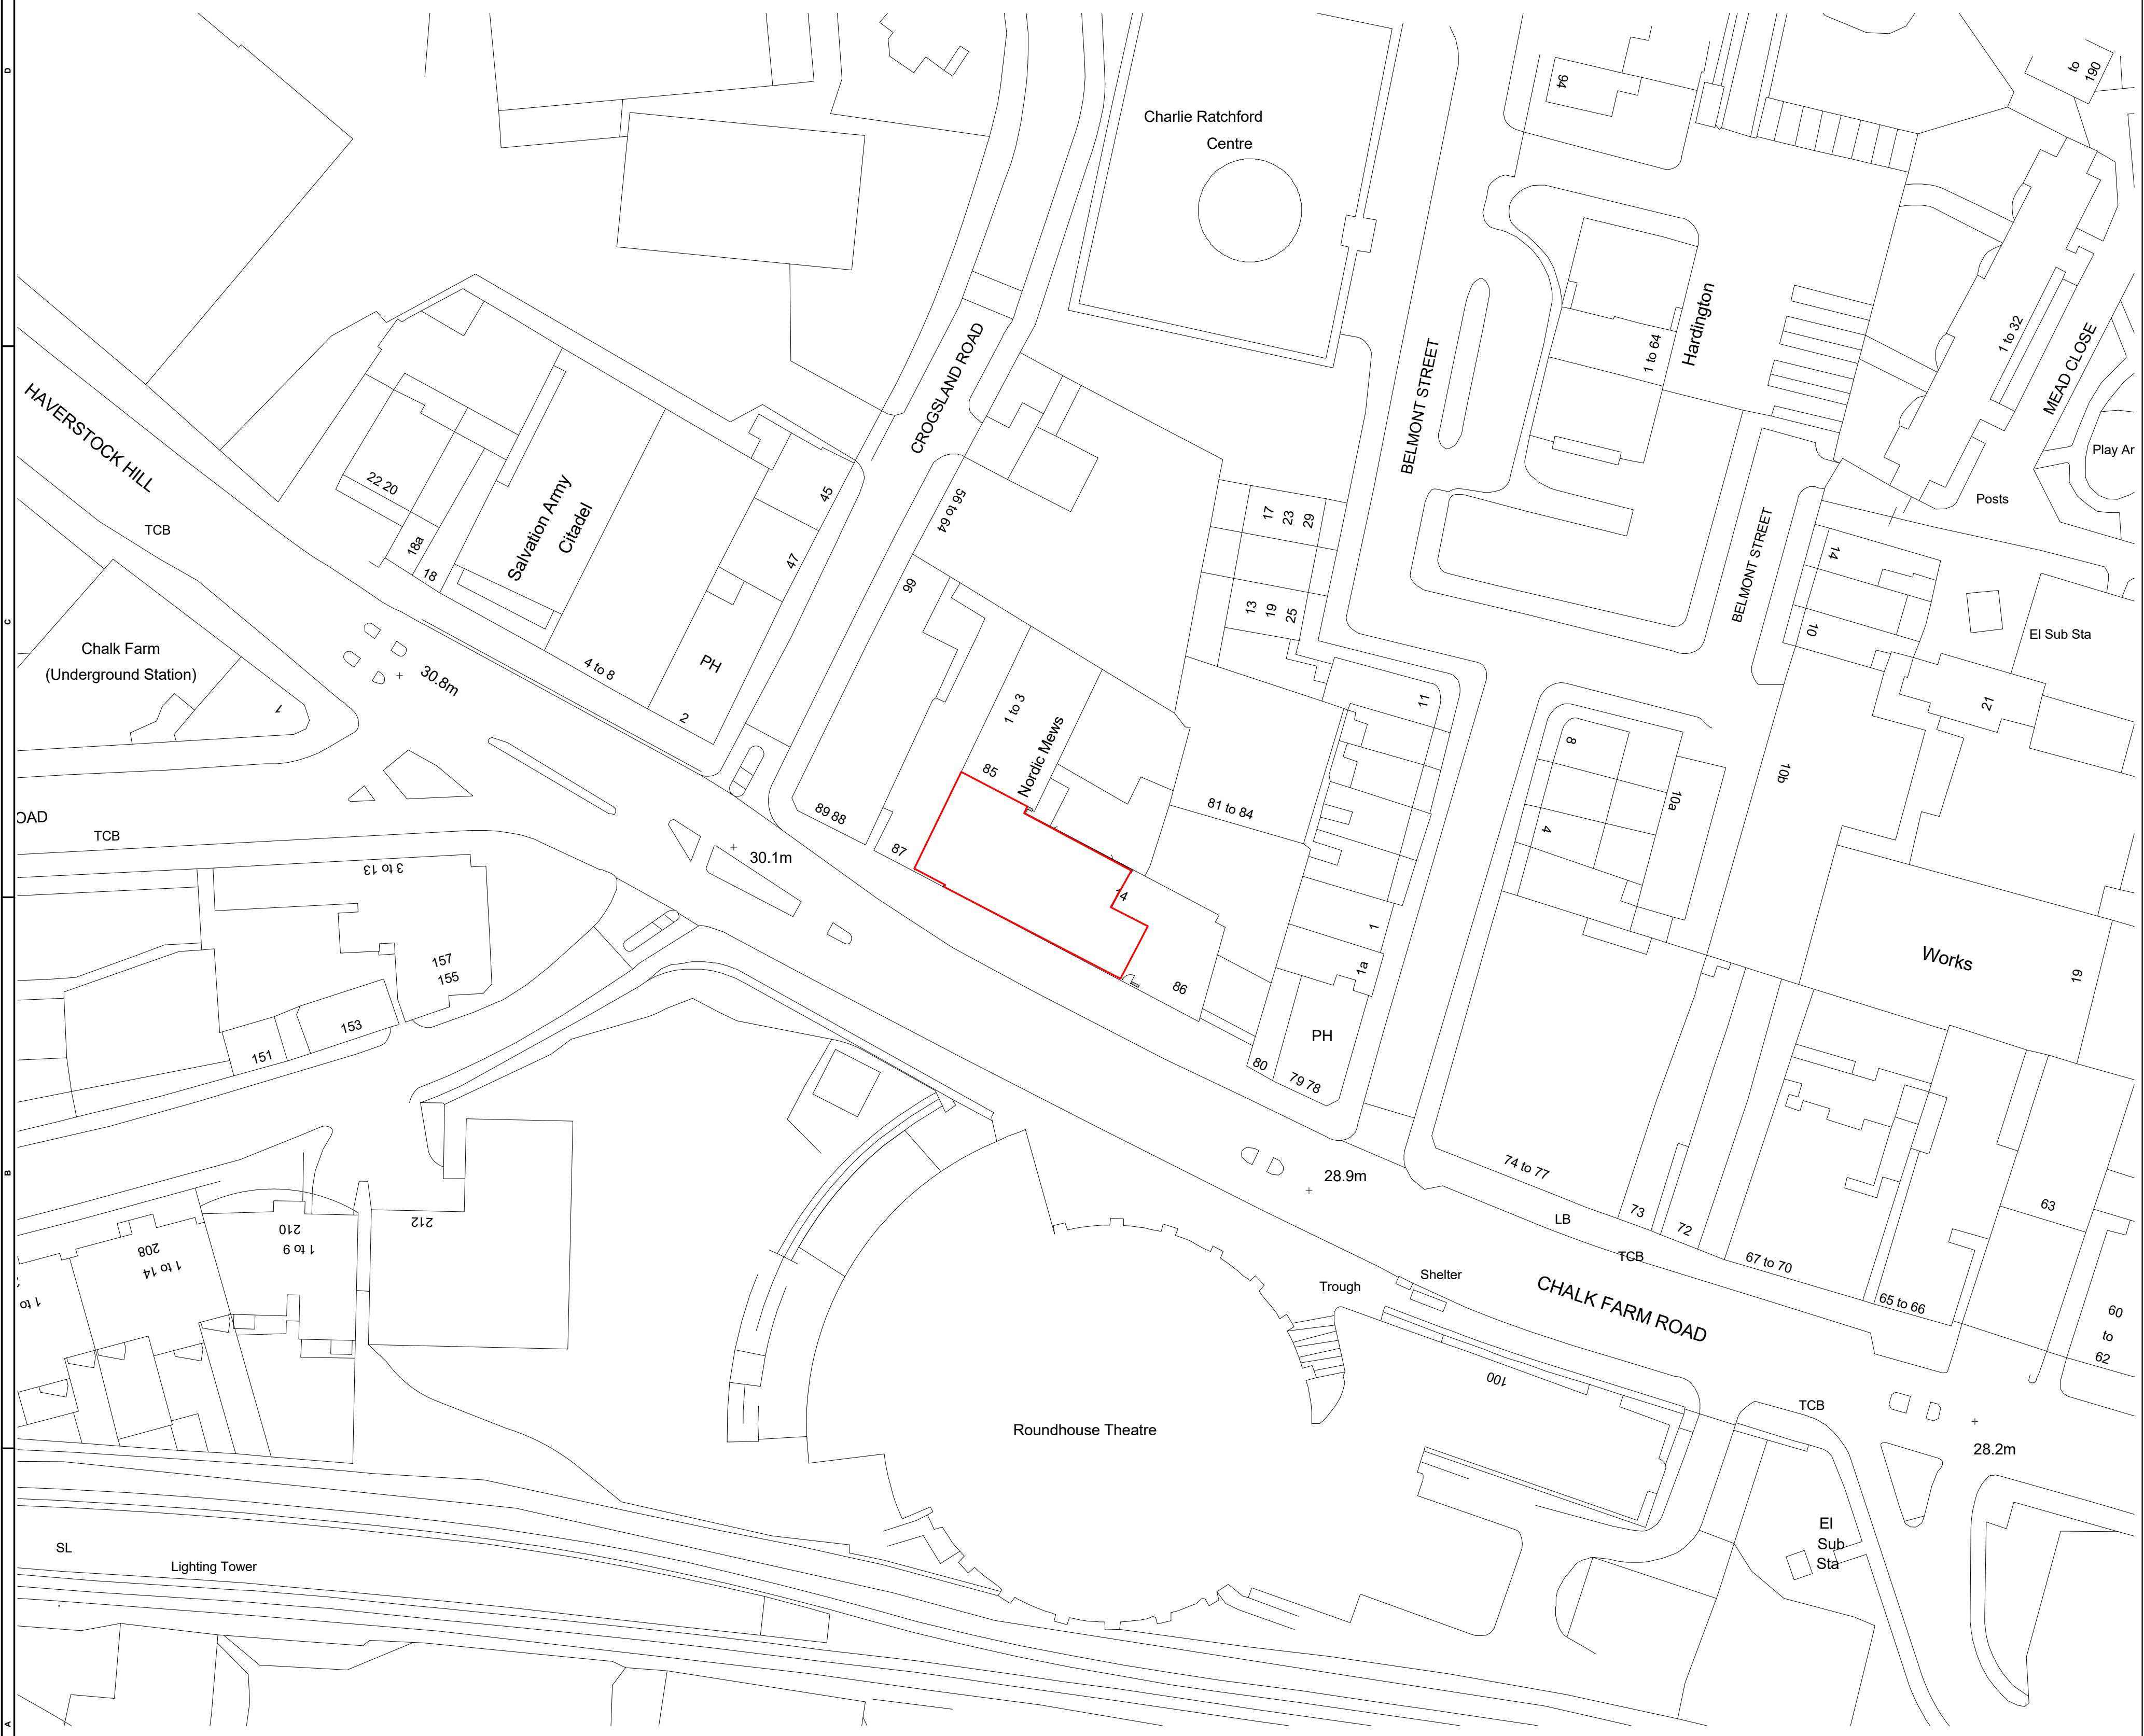 D
to
190
94
Charlie Ratchford
Centre
Hardington
1 to 64
1 to 32
MEAD CLOSE
BELMONT STREET
CROGSLAND ROAD
HAVERSTOCK HILL
Play Ar
Posts
22 20
18a
18
Salvation Army
Citadel
45
47
56 to 64
66
17
23
29
13
19
25
BELMONT STREET
14
10
El Sub Sta
TCB
C
Chalk Farm
(Underground Station)
1
30.8m
4 to 8
PH
2
1 to 3
Nordic Mews
85
11
21
8
10b
10a
4
81 to 84
OAD
TCB
89 88
87
30.1m
3 to 13
14
1
1a
86
Works
19
157
155
153
151
PH
80
79 78
B
28.9m
74 to 77
LB
73
72
TCB
67 to 70
65 to 66
63
60
to
62
212
210
1 to 9
208
1 to 14
1 to
Trough
Shelter
CHALK FARM ROAD
100
TCB
28.2m
Roundhouse Theatre
El
Sub
Sta
SL
Lighting Tower
A